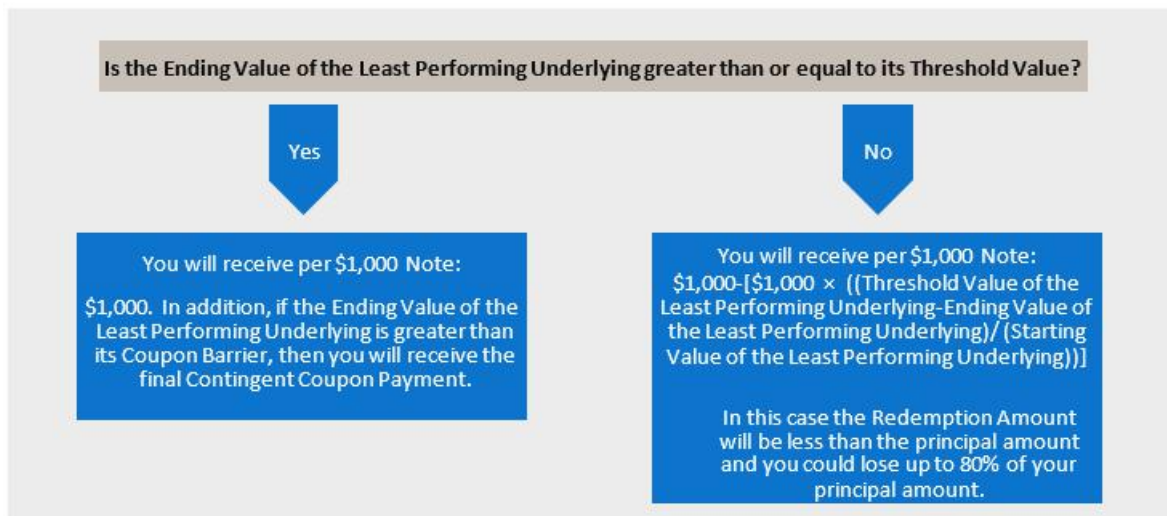 Is the Ending Value of the Least Performing Underlying greater than or equal to its Threshold Value?
Yes
No
You will receive per $1,000 Note:
$1,000. In addition, if the Ending Value of the
Least Performing Underlying is greater than
its Coupon Barrier, then you will receive the
final Contingent Coupon Payment.
You will receive per $1,000 Note:
$1,000-[$1,000 × ((Threshold Value of the
Least Performing Underlying-Ending Value of
the Least Performing Underlying)/ (Starting
Value of the Least Performing Underlying))]
In this case the Redemption Amount
will be less than the principal amount
and you could lose up to 80% of your
principal amount.